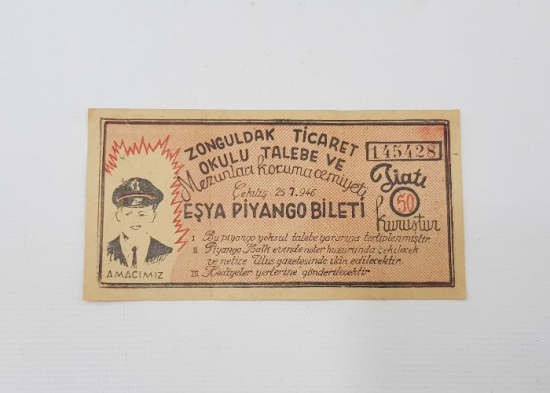 ZONGULDAK TİCARET
OKULU TALEBE VE
Mezunları koruma cemiyeti
Çekiliş 25.7.946
EŞYA PİYANGO BİLETİ
145428
Fiatı
50
kuruştur
I Bu piyango yoksul talebe yararına tertiplenmiştir
II Piyango Halk evinde noter huzurunda çekilecek
ve netice Ulus gazetesinde ilân edilecektir.
III Hediyeler yerlerine gönderilecektir
AMACIMIZ